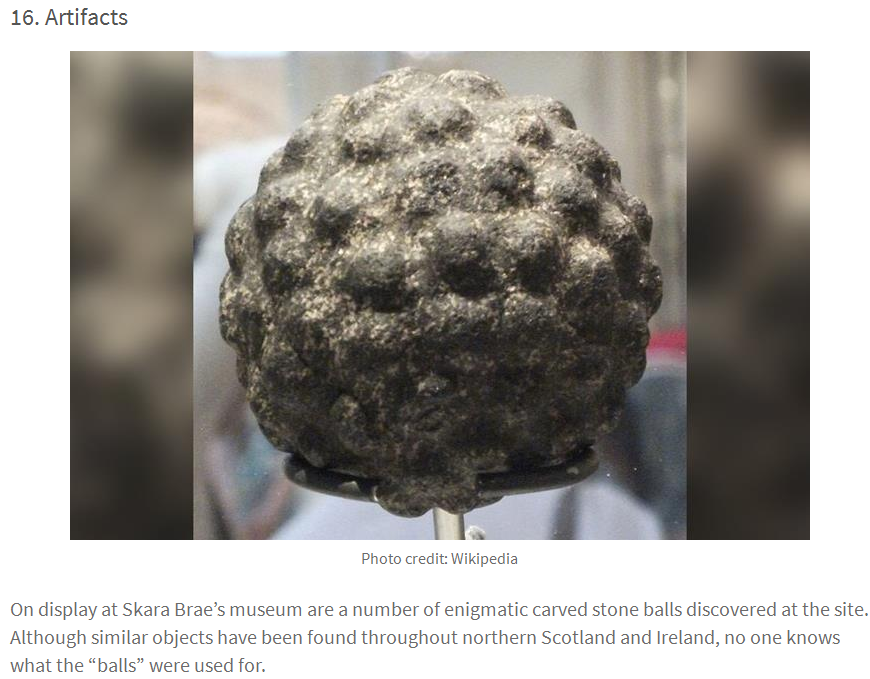 16. Artifacts
Photo credit: Wikipedia
On display at Skara Brae’s museum are a number of enigmatic carved stone balls discovered at the site.
Although similar objects have been found throughout northern Scotland and Ireland, no one knows
what the “balls” were used for.